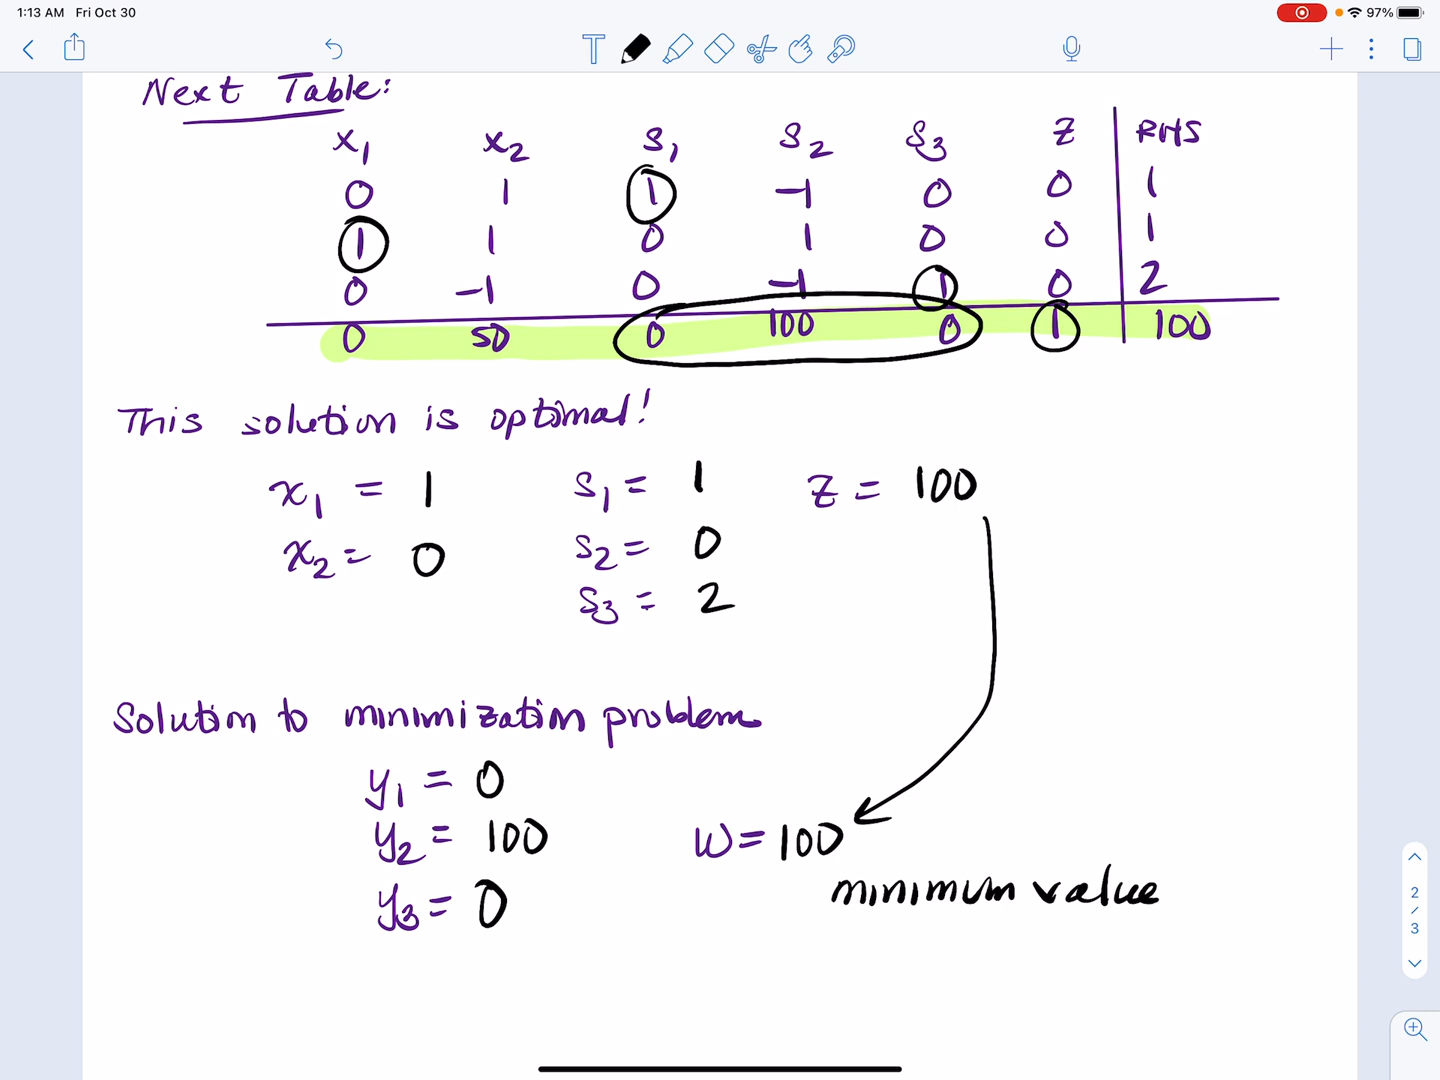 1:13 AM Fri Oct 30 97%
T
Next Table:
x1 x2 s1 s2 s3 z RHS
0 1 1 -1 0 0 1
1 1 0 1 0 0 1
0 -1 0 -1 1 0 2
0 50 0 100 0 1 100
This solution is optimal!
x1 = 1 s1 = 1 z = 100
x2 = 0 s2 = 0
s3 = 2
Solution to minimization problem
y1 = 0
y2 = 100 w = 100
y3 = 0 minimum value
2
/
3